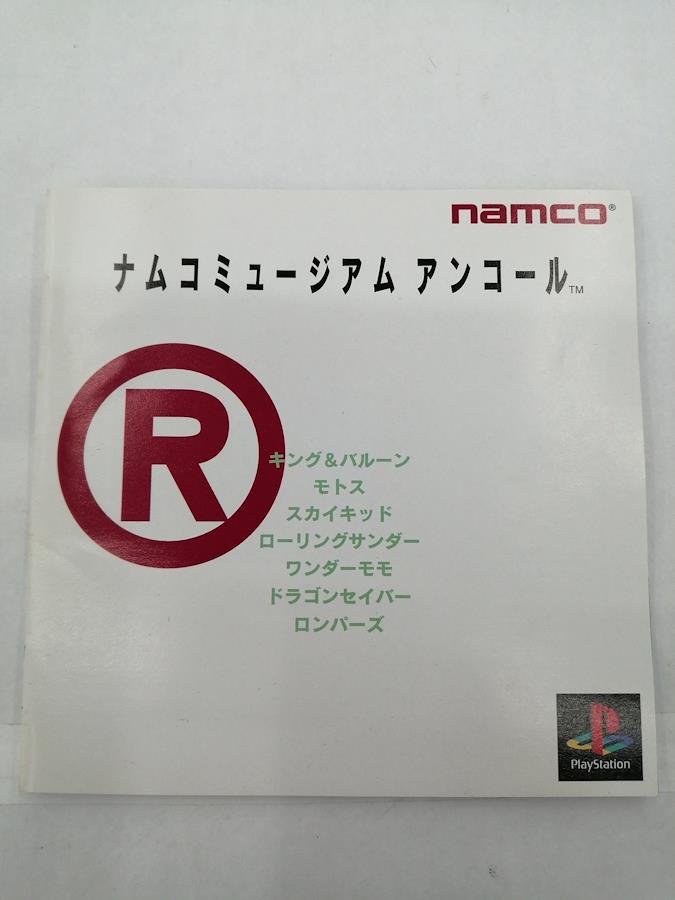 namco®
ナムコミュージアム アンコール™
R
キング&バルーン
モトス
スカイキッド
ローリングサンダー
ワンダーモモ
ドラゴンセイバー
ロンパーズ
PlayStation